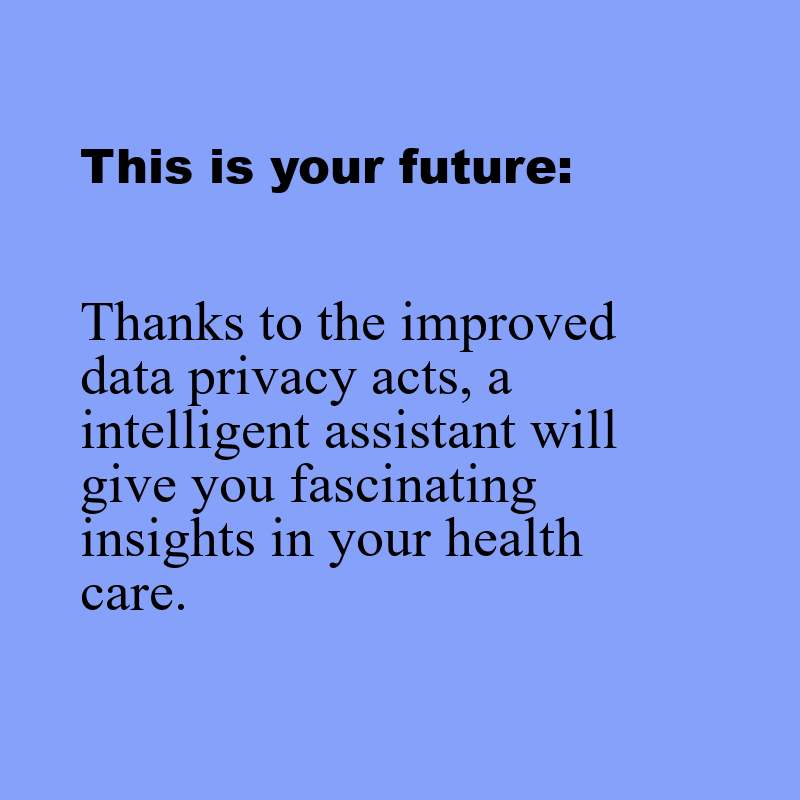 This is your future:
Thanks to the improved
data privacy acts, a
intelligent assistant will
give you fascinating
insights in your health
care.